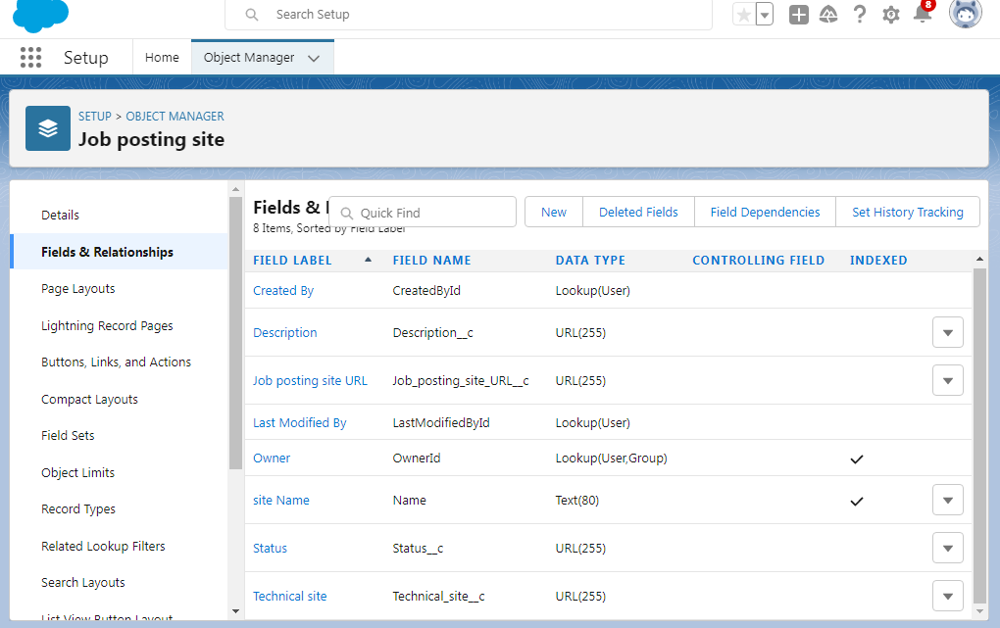 Search Setup
8
Setup
Home
Object Manager
SETUP > OBJECT MANAGER
Job posting site
Details
Fields & Relationships
Page Layouts
Lightning Record Pages
Buttons, Links, and Actions
Compact Layouts
Field Sets
Object Limits
Record Types
Related Lookup Filters
Search Layouts
List View Button Layout
Fields &
Quick Find
New
Deleted Fields
Field Dependencies
Set History Tracking
8 Items, Sorted by Field Label
FIELD LABEL FIELD NAME DATA TYPE CONTROLLING FIELD INDEXED
Created By CreatedById Lookup(User)
Description Description__c URL(255)
Job posting site URL Job_posting_site_URL__c URL(255)
Last Modified By LastModifiedById Lookup(User)
Owner OwnerId Lookup(User,Group)
site Name Name Text(80)
Status Status__c URL(255)
Technical site Technical_site__c URL(255)